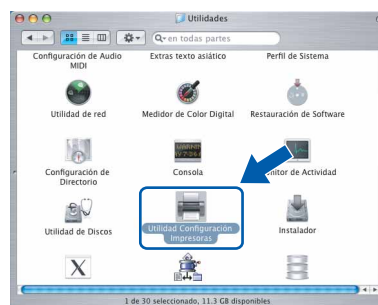 Utilidades
en todas partes
Configuración de Audio MIDI
Extras texto asiático
Perfil de Sistema
Utilidad de red
Medidor de Color Digital
Restauración de Software
Configuración de Directorio
Consola
nitor de Actividad
Utilidad de Discos
Utilidad Configuración Impresoras
Instalador
1 de 30 seleccionado, 11.3 GB disponibles